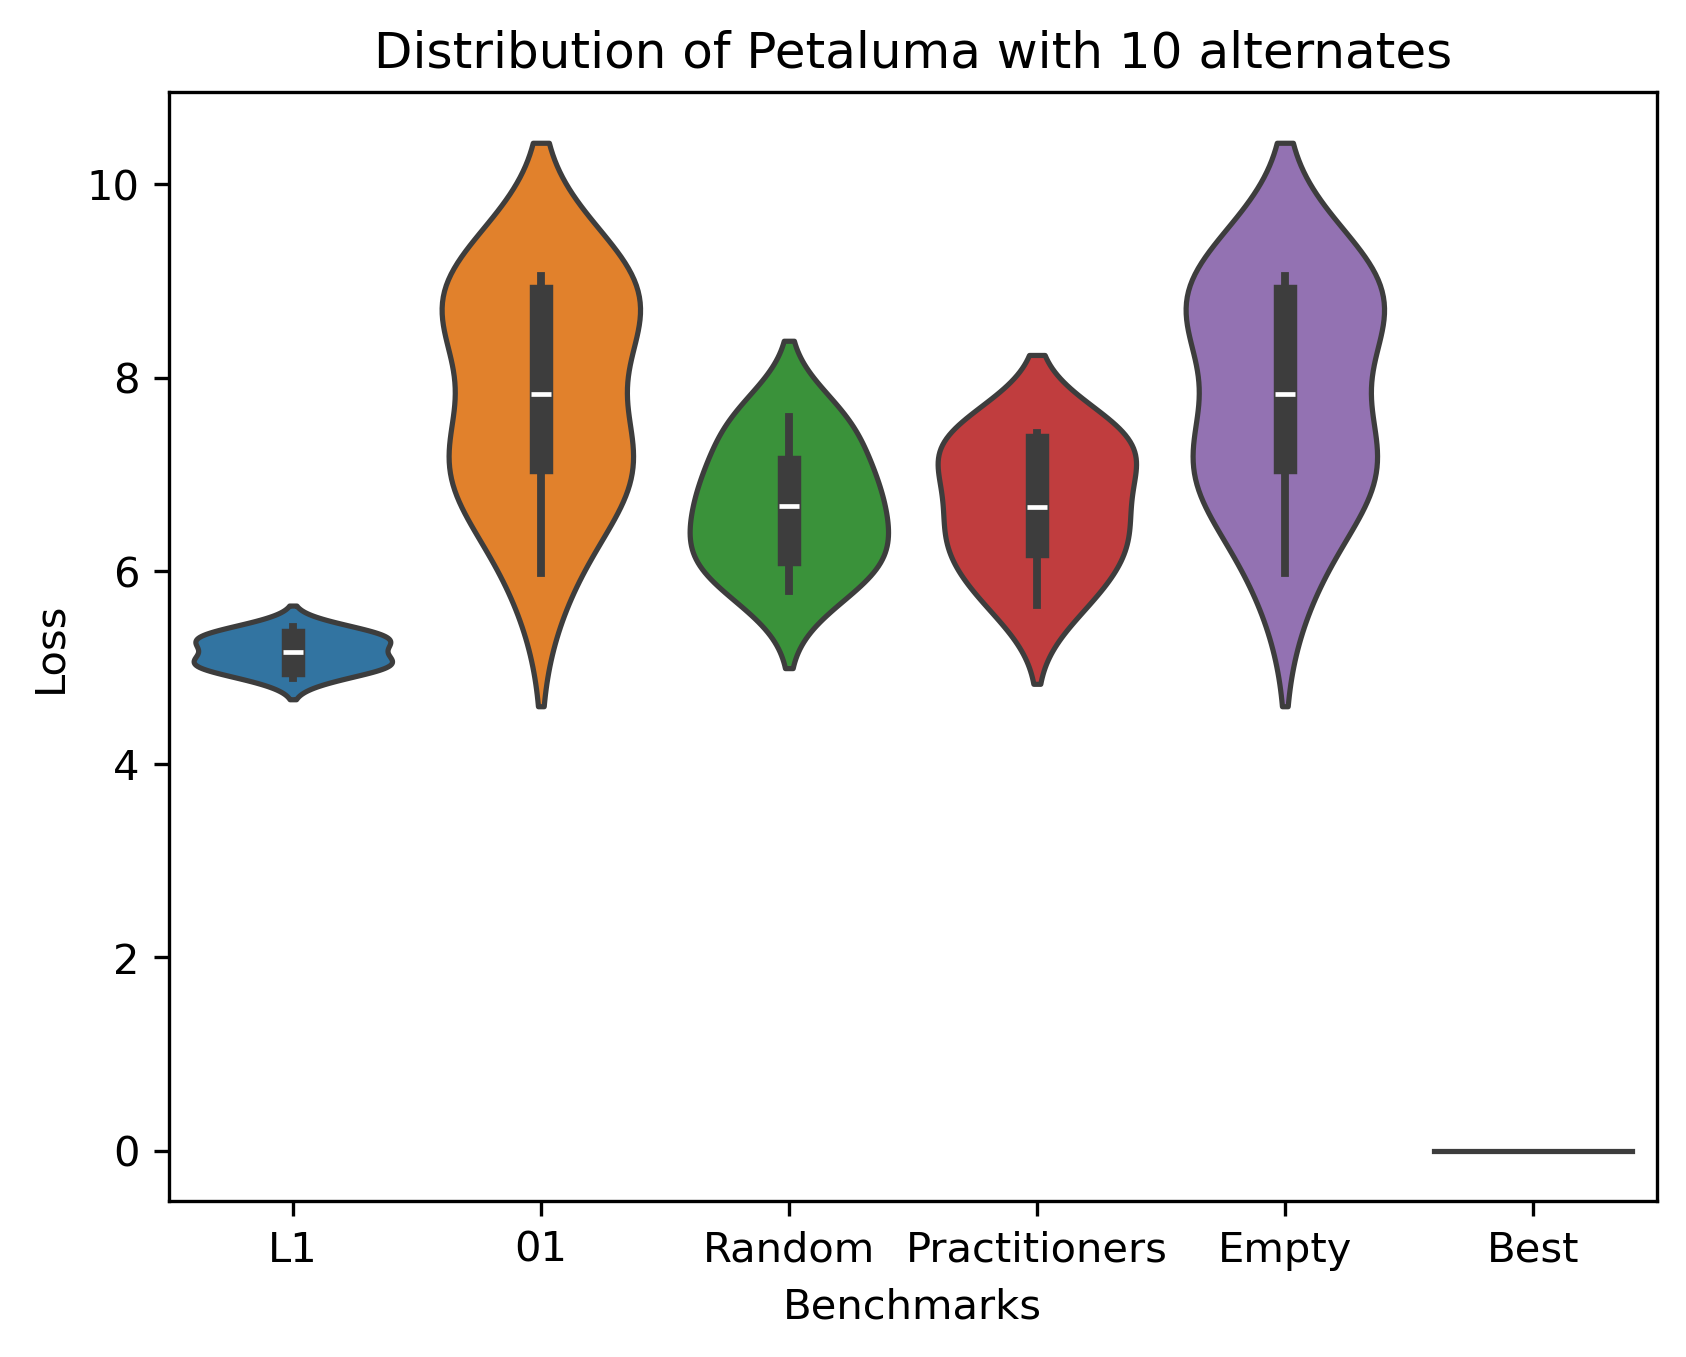 Distribution of Petaluma with 10 alternates
10
8
6
4
2
0
Loss
L1 01 Random Practitioners Empty Best
Benchmarks